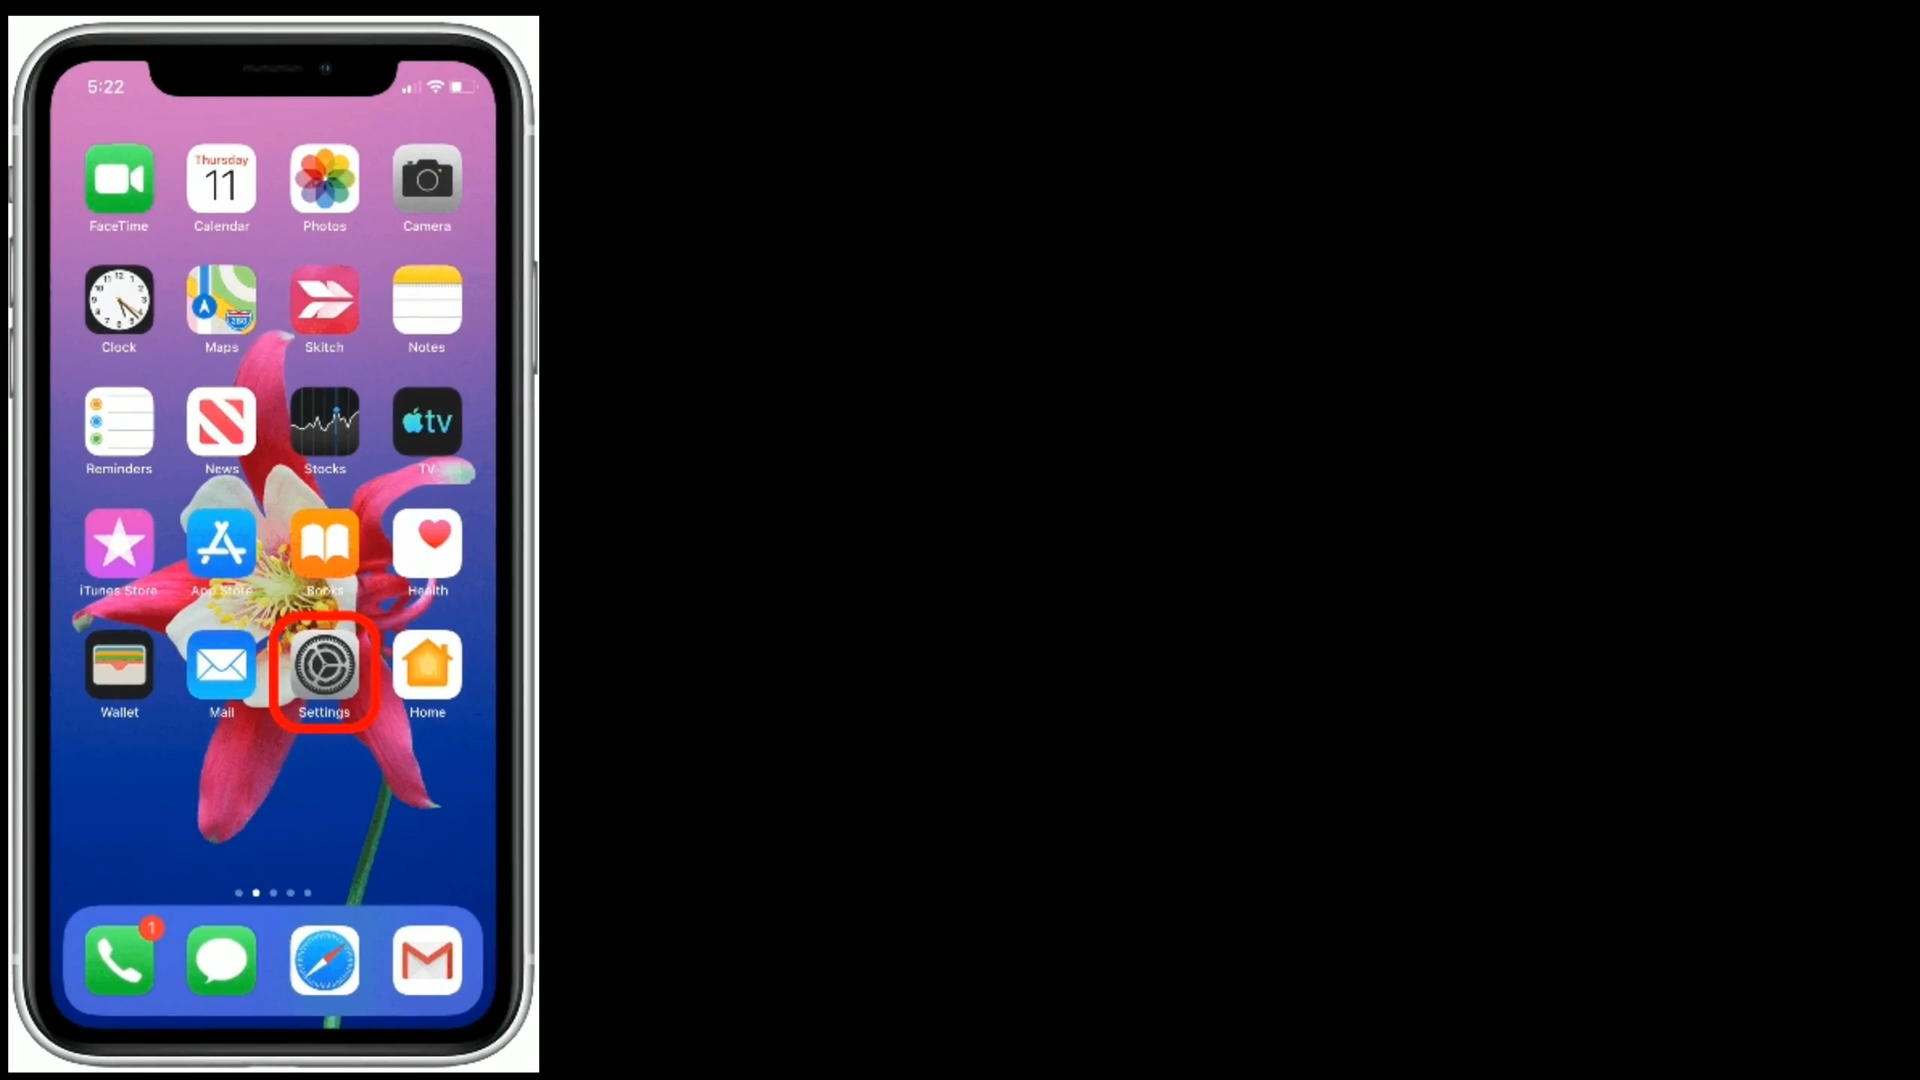 5:22
Thursday
11
FaceTime
Calendar
Photos
Camera
Clock
Maps
Skitch
Notes
Reminders
tv
News
Stocks
TV
iTunes Store
App Store
Books
Health
Wallet
Mail
Settings
Home
1